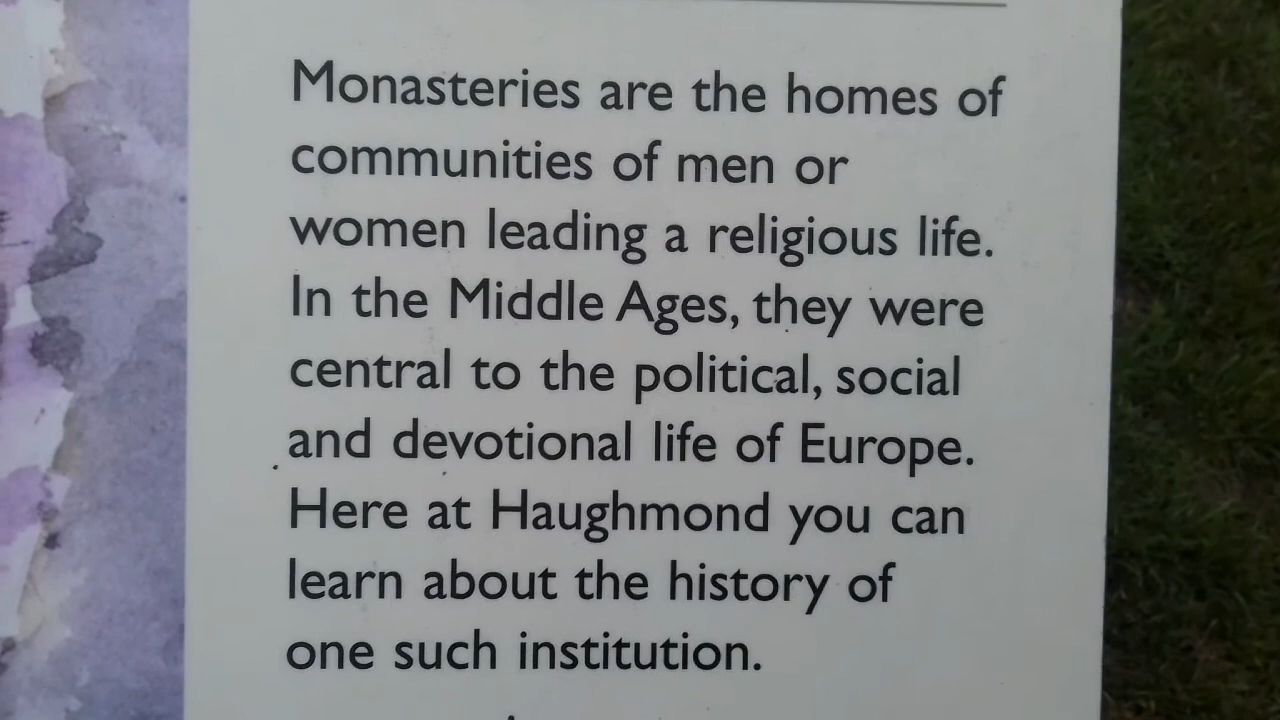 Monasteries are the homes of
communities of men or
women leading a religious life.
In the Middle Ages, they were
central to the political, social
and devotional life of Europe.
Here at Haughmond you can
learn about the history of
one such institution.